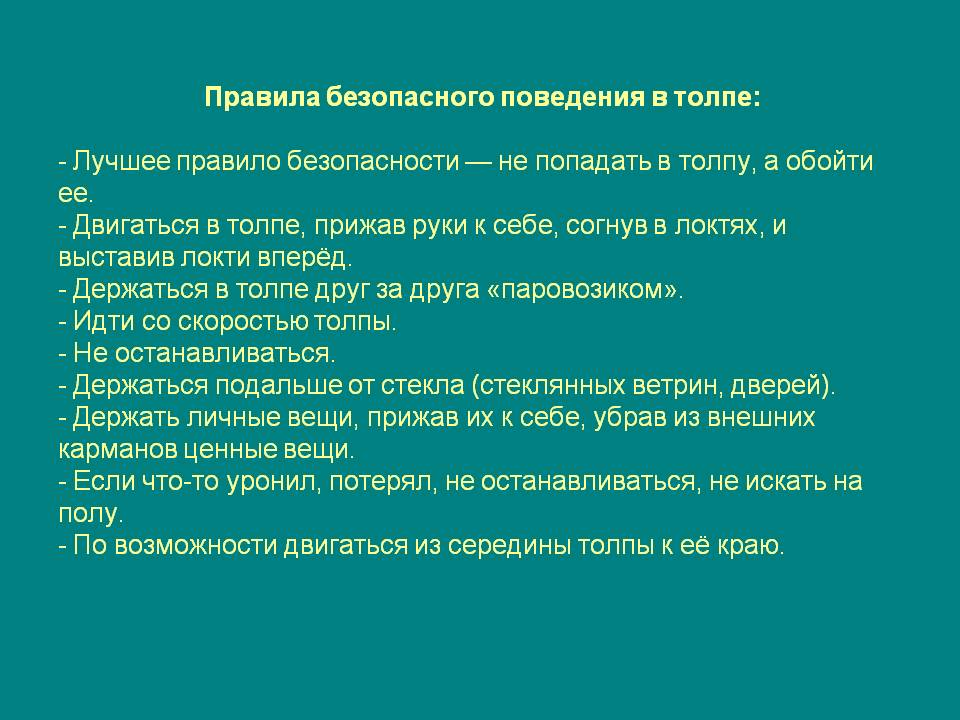 Правила безопасного поведения в толпе:
- Лучшее правило безопасности — не попадать в толпу, а обойти
ее.
- Двигаться в толпе, прижав руки к себе, согнув в локтях, и
выставив локти вперёд.
- Держаться в толпе друг за друга «паровозиком».
- Идти со скоростью толпы.
- Не останавливаться.
- Держаться подальше от стекла (стеклянных ветрин, дверей).
- Держать личные вещи, прижав их к себе, убрав из внешних
карманов ценные вещи.
- Если что-то уронил, потерял, не останавливаться, не искать на
полу.
- По возможности двигаться из середины толпы к её краю.